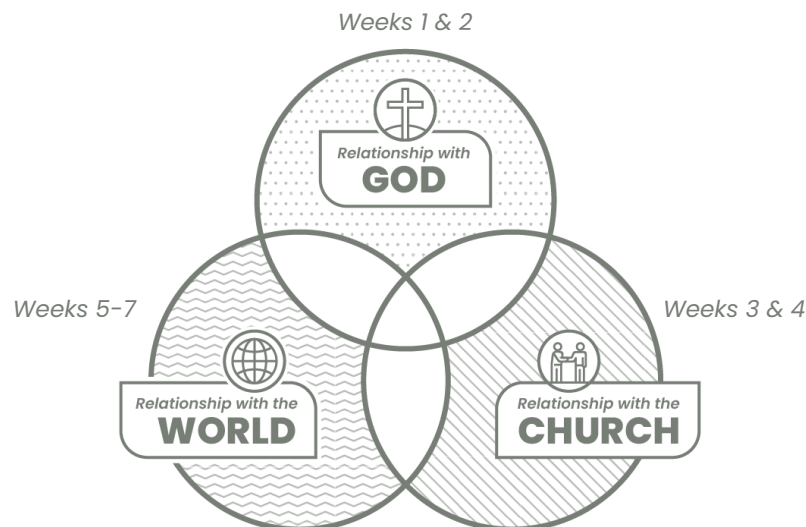 Weeks 1 & 2
Relationship with
GOD
Weeks 5-7
Weeks 3 & 4
Relationship with the
WORLD
Relationship with the
CHURCH